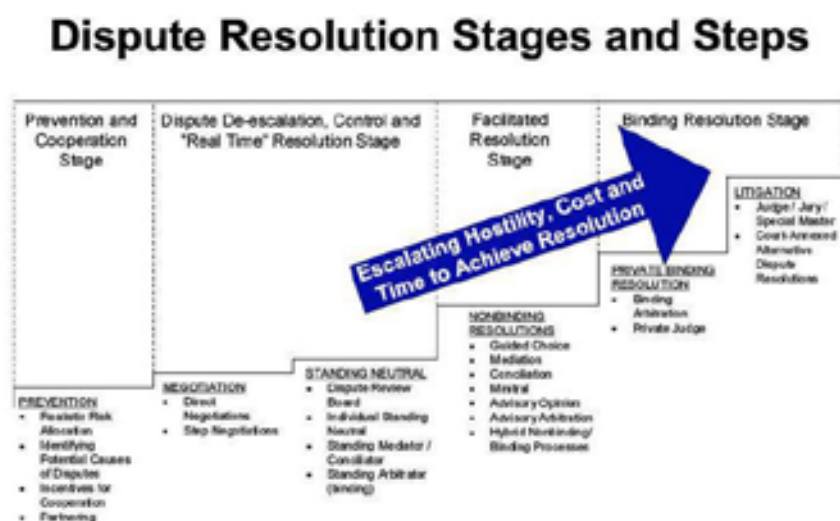 Dispute Resolution Stages and Steps
Prevention and
Cooperation
Stage
Dispute De-escalation, Control and
"Real Time" Resolution Stage
Facilitated
Resolution
Stage
Binding Resolution Stage
Escalating Hostility, Cost and
Time to Achieve Resolution
PREVENTION
• Realistic Risk
Allocation
• Identifying
Potential Causes
of Disputes
• Incentives for
Cooperation
• Partnering
NEGOTIATION
• Direct
Negotiations
• Step Negotiations
STANDING NEUTRAL
• Dispute Review
Board
• Individual Standing
Neutral
• Standing Mediator /
Conciliator
• Standing Arbitrator
(binding)
NONBINDING
RESOLUTIONS
• Guided Choice
• Mediation
• Conciliation
• Minitrial
• Advisory Opinion
• Advisory Arbitration
• Hybrid Nonbinding/
Binding Processes
PRIVATE BINDING
RESOLUTION
• Binding
Arbitration
• Private Judge
LITIGATION
• Judge / Jury /
Special Master
• Court-Annexed
Alternative
Dispute
Resolutions